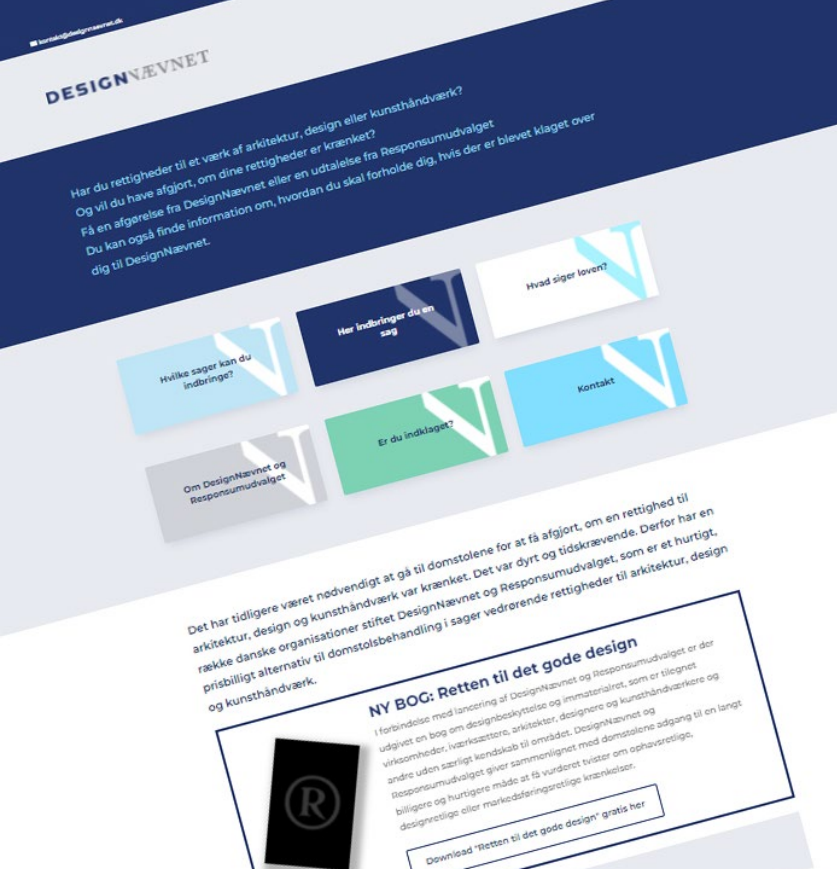 kontakt@designnaevnet.dk
DESIGNNÆVNET
Har du rettigheder til et værk af arkitektur, design eller kunsthåndværk?
Og vil du have afgjort, om dine rettigheder er krænket?
Få en afgørelse fra DesignNævnet eller en udtalelse fra Responsumudvalget
Du kan også finde information om, hvordan du skal forholde dig, hvis der er blevet klaget over
dig til DesignNævnet.
Hvilke sager kan du
indbringe?
Her indbringer du en
sag
Hvad siger loven?
Om DesignNævnet og
Responsumudvalget
Er du indklaget?
Kontakt
Det har tidligere været nødvendigt at gå til domstolene for at få afgjort, om en rettighed til
arkitektur, design og kunsthåndværk var krænket. Det var dyrt og tidskrævende. Derfor har en
række danske organisationer stiftet DesignNævnet og Responsumudvalget, som er et hurtigt,
prisbilligt alternativ til domstolsbehandling i sager vedrørende rettigheder til arkitektur, design
og kunsthåndværk.
NY BOG: Retten til det gode design
I forbindelse med lancering af DesignNævnet og Responsumudvalget er der
udgivet en bog om designbeskyttelse og immaterialret, som er tilegnet
virksomheder, iværksættere, arkitekter, designere og kunsthåndværkere og
andre uden særligt kendskab til området. DesignNævnet og
Responsumudvalget giver sammenlignet med domstolene adgang til en langt
billigere og hurtigere måde at få vurderet tvister om ophavsretlige,
designretlige eller markedsføringsretlige krænkelser.
®
Download "Retten til det gode design" gratis her